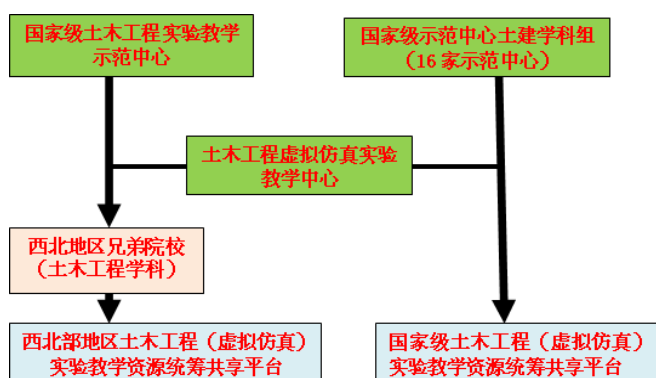 国家级土木工程实验教学
示范中心
国家级示范中心土建学科组
（16 家示范中心）
土木工程虚拟仿真实验
教学中心
西北地区兄弟院校
（土木工程学科）
西北部地区土木工程（虚拟仿真）
实验教学资源统筹共享平台
国家级土木工程（虚拟仿真）
实验教学资源统筹共享平台